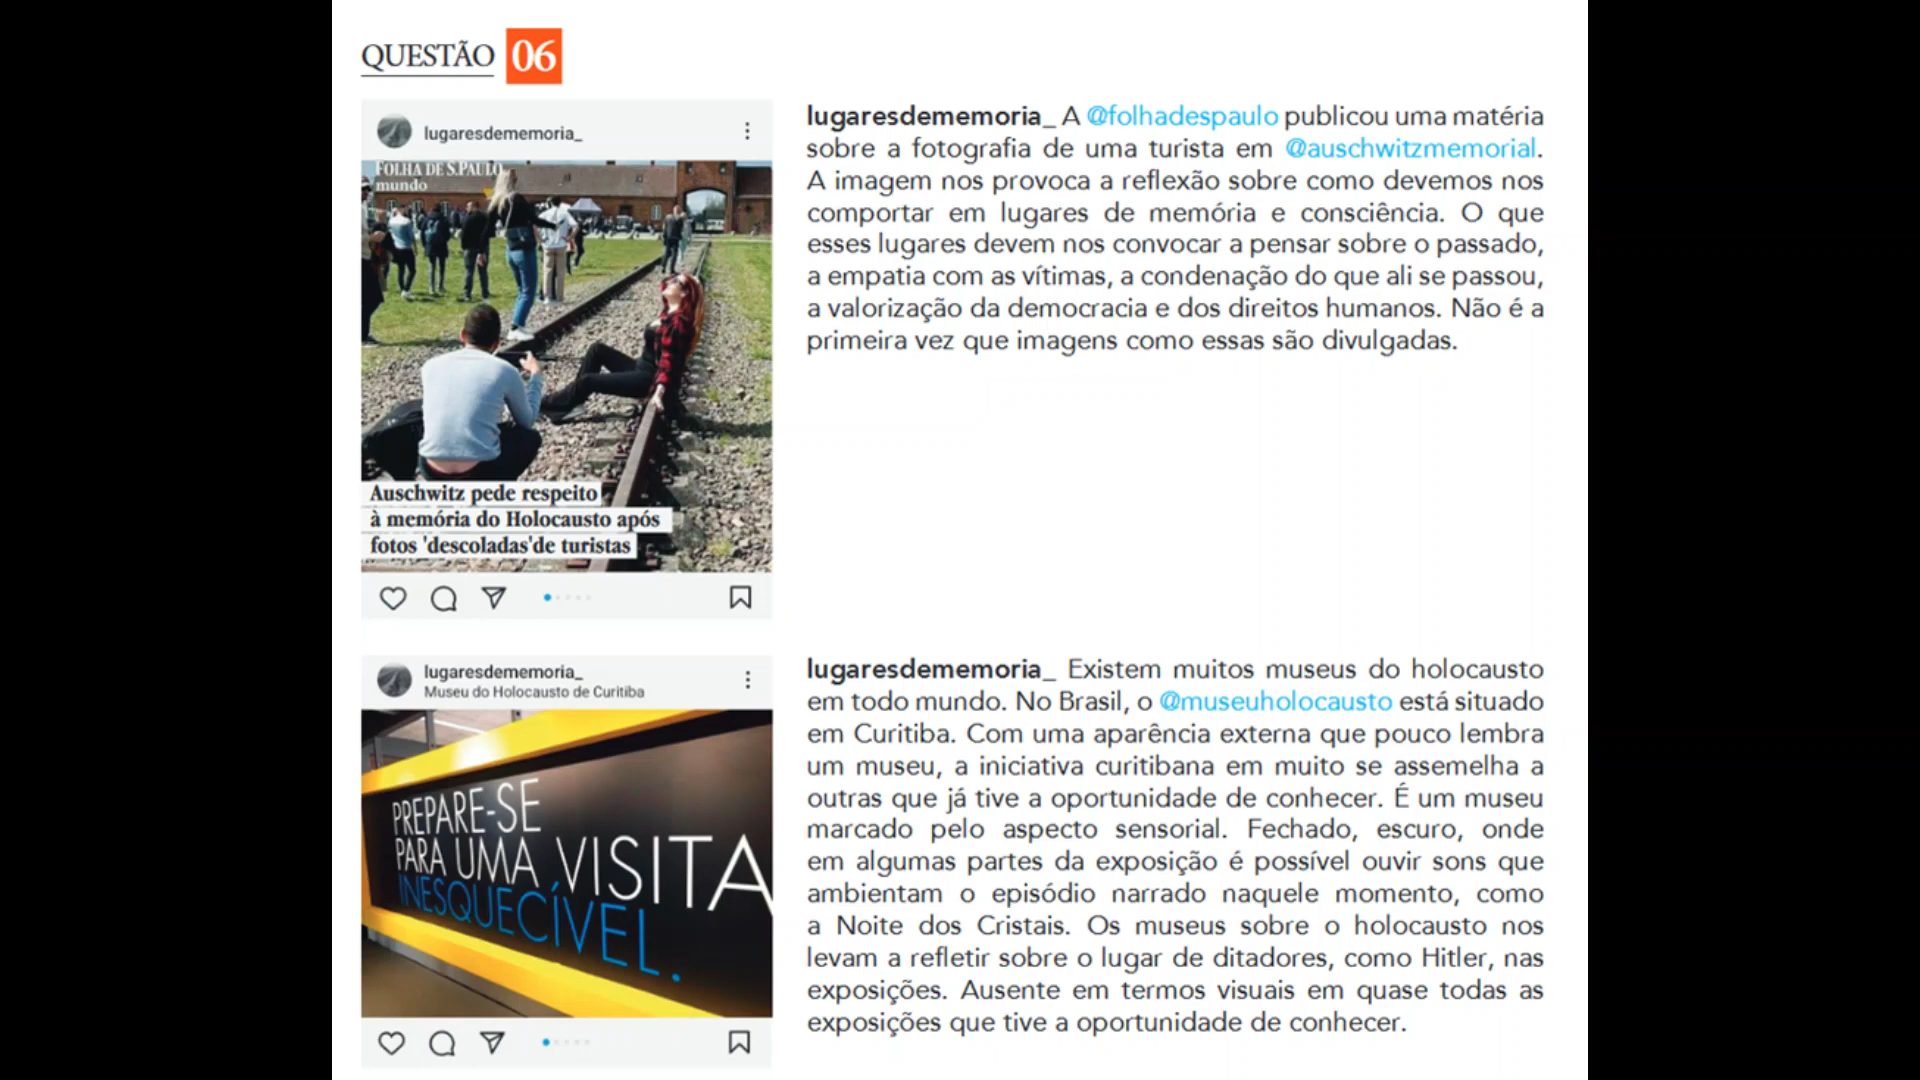 QUESTÃO 06
lugaresdememoria_
FOLHA DE S.PAULO
mundo
Auschwitz pede respeito
à memória do Holocausto após
fotos 'descoladas'de turistas
lugaresdememoria_ A @folhadespaulo publicou uma matéria
sobre a fotografia de uma turista em @auschwitzmemorial.
A imagem nos provoca a reflexão sobre como devemos nos
comportar em lugares de memória e consciência. O que
esses lugares devem nos convocar a pensar sobre o passado,
a empatia com as vítimas, a condenação do que ali se passou,
a valorização da democracia e dos direitos humanos. Não é a
primeira vez que imagens como essas são divulgadas.
lugaresdememoria_
Museu do Holocausto de Curitiba
PREPARE-SE
PARA UMA VISITA
INESQUECÍVEL.
lugaresdememoria_ Existem muitos museus do holocausto
em todo mundo. No Brasil, o @museuholocausto está situado
em Curitiba. Com uma aparência externa que pouco lembra
um museu, a iniciativa curitibana em muito se assemelha a
outras que já tive a oportunidade de conhecer. É um museu
marcado pelo aspecto sensorial. Fechado, escuro, onde
em algumas partes da exposição é possível ouvir sons que
ambientam o episódio narrado naquele momento, como
a Noite dos Cristais. Os museus sobre o holocausto nos
levam a refletir sobre o lugar de ditadores, como Hitler, nas
exposições. Ausente em termos visuais em quase todas as
exposições que tive a oportunidade de conhecer.